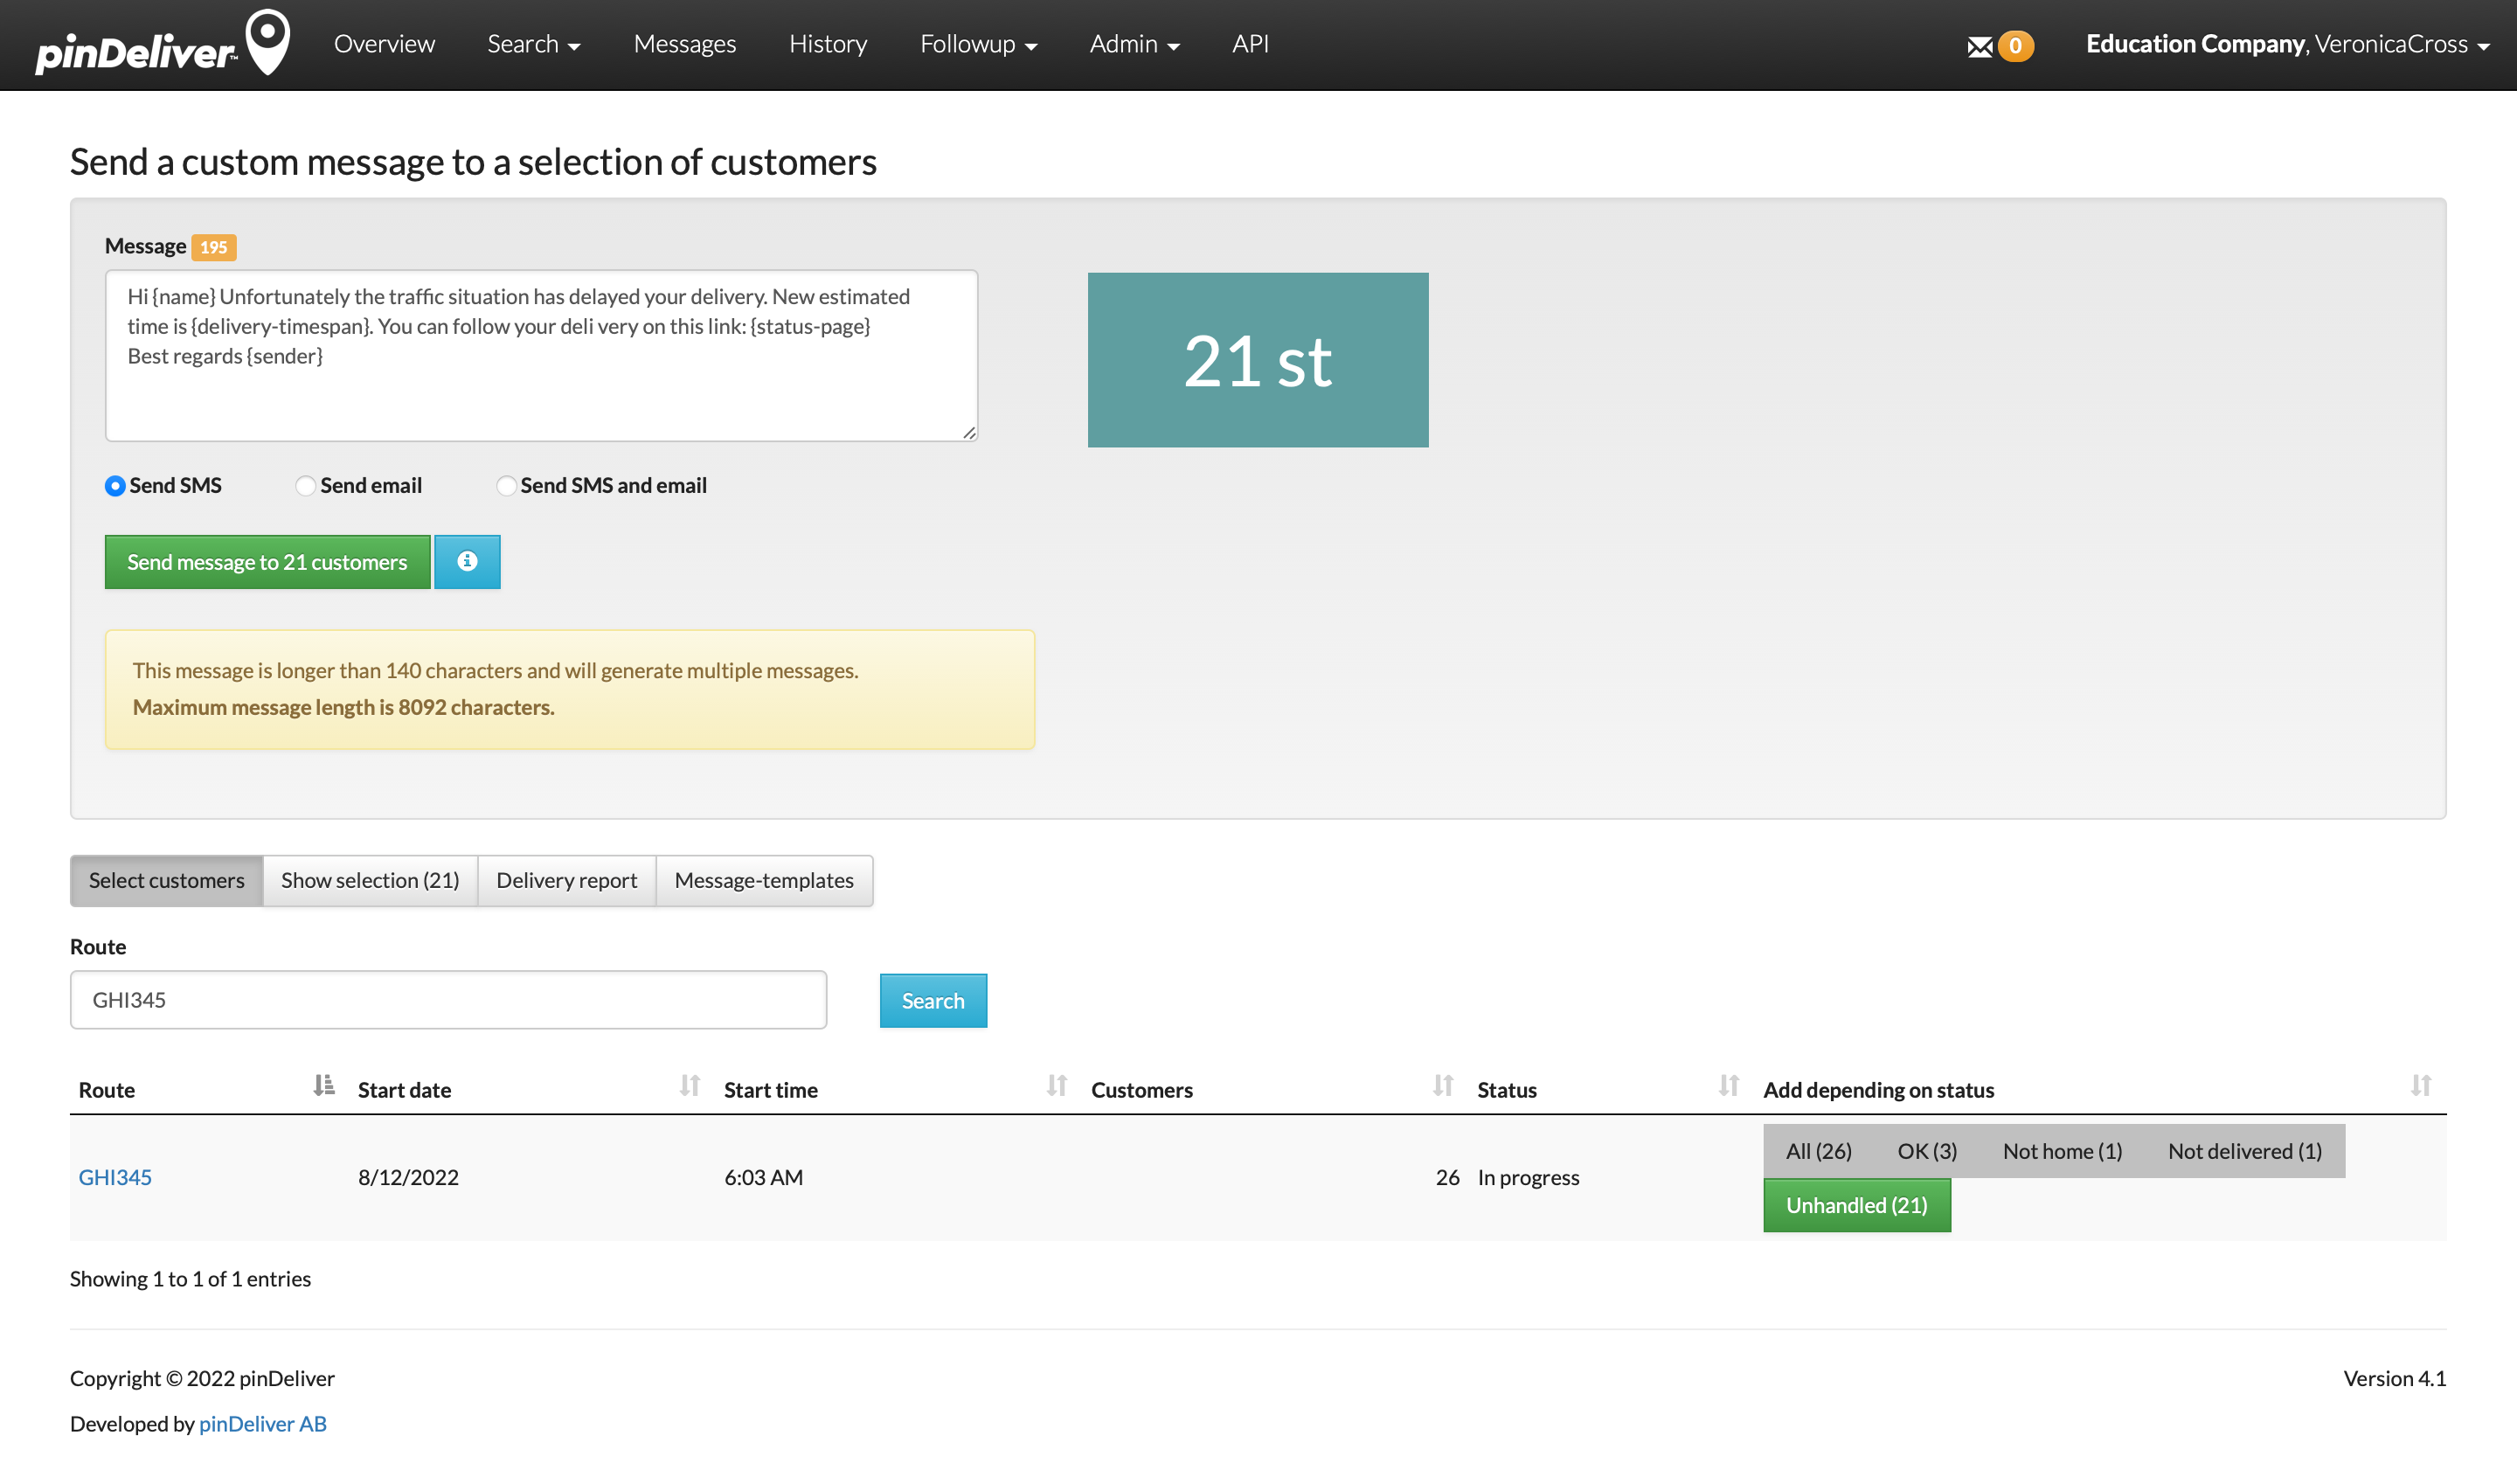 pinDeliver™ Overview Search Messages History Followup Admin API 0 Education Company, VeronicaCross
Send a custom message to a selection of customers
Message 195
Hi {name} Unfortunately the traffic situation has delayed your delivery. New estimated
time is {delivery-timespan}. You can follow your deli very on this link: {status-page}
Best regards {sender}
21 st
Send SMS Send email Send SMS and email
Send message to 21 customers
This message is longer than 140 characters and will generate multiple messages.
Maximum message length is 8092 characters.
Select customers Show selection (21) Delivery report Message-templates
Route
GHI345 Search
Route Start date Start time Customers Status Add depending on status
All (26) OK (3) Not home (1) Not delivered (1)
GHI345 8/12/2022 6:03 AM 26 In progress
Unhandled (21)
Showing 1 to 1 of 1 entries
Copyright © 2022 pinDeliver Version 4.1
Developed by pinDeliver AB